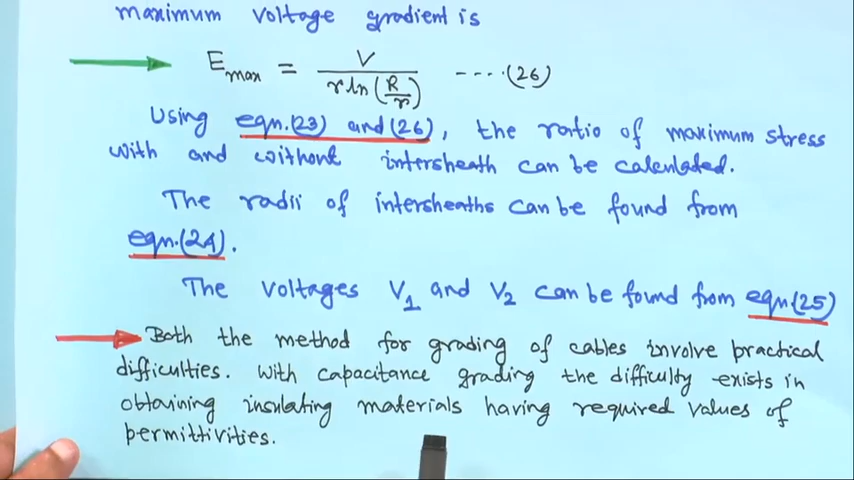 maximum voltage gradient is
E_max = V / (r ln(R/r)) ----(26)
Using eqn.(23) and (26), the ratio of maximum stress
with and without intersheath can be calculated.
The radii of intersheaths can be found from
eqn.(24).
The voltages V_1 and V_2 can be found from eqn(25)
Both the method for grading of cables involve practical
difficulties. With capacitance grading the difficulty exists in
obtaining insulating materials having required values of
permittivities.